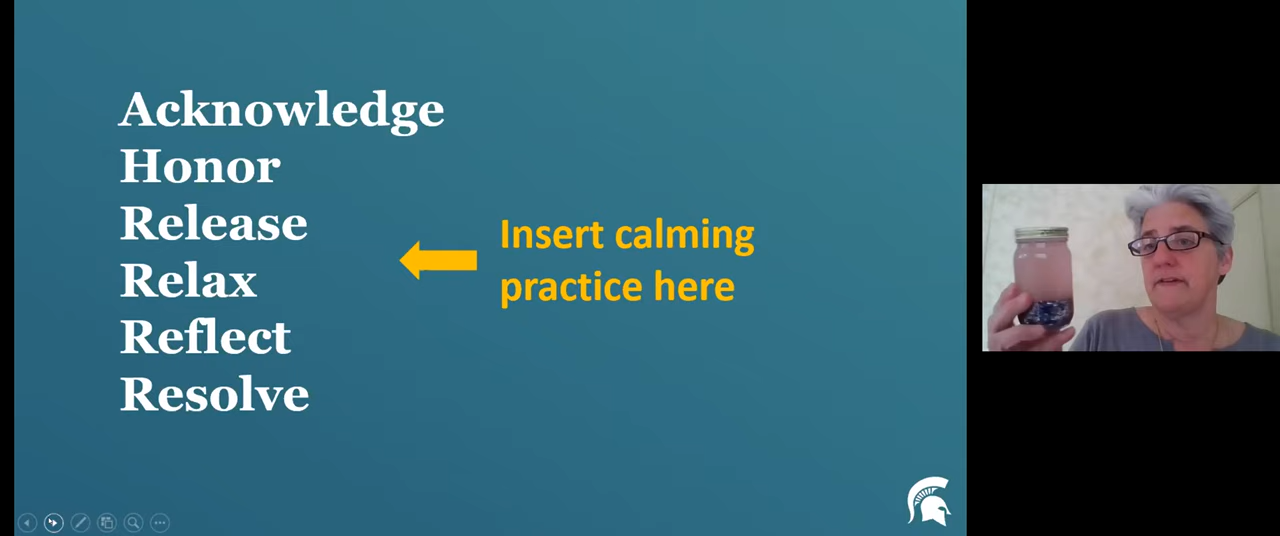 Acknowledge
Honor
Release
Relax
Reflect
Resolve
Insert calming
practice here